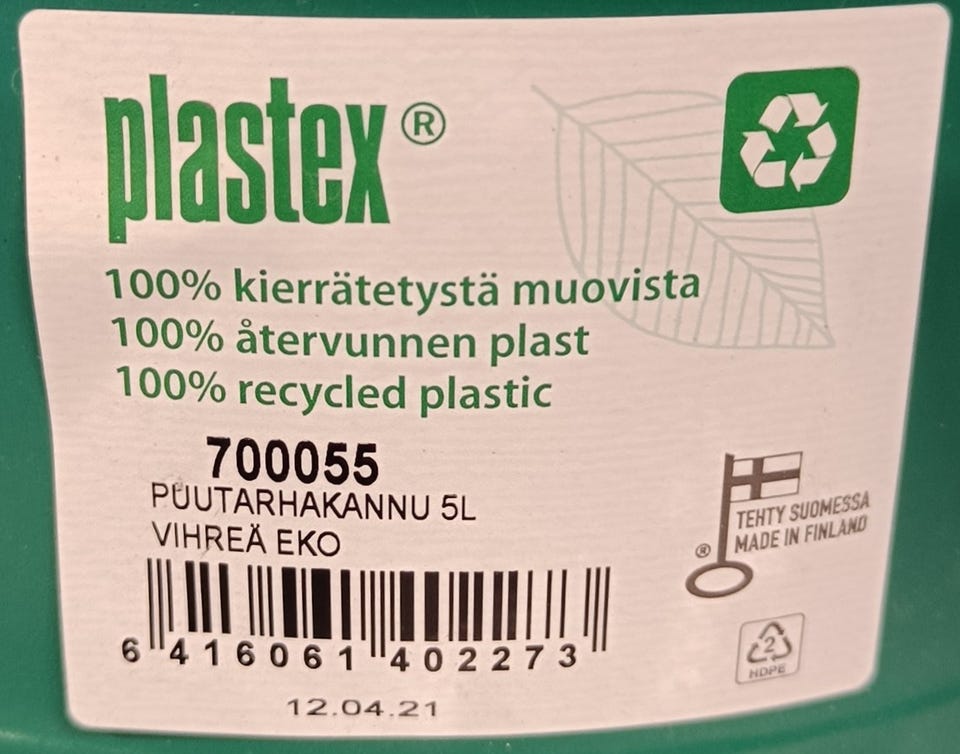 plastex®
100% kierrätetystä muovista
100% återvunnen plast
100% recycled plastic
700055
PUUTARHAKANNU 5L
VIHREÄ EKO
6 416061 402273
12.04.21
TEHTY SUOMESSA
MADE IN FINLAND
®
2
HDPE